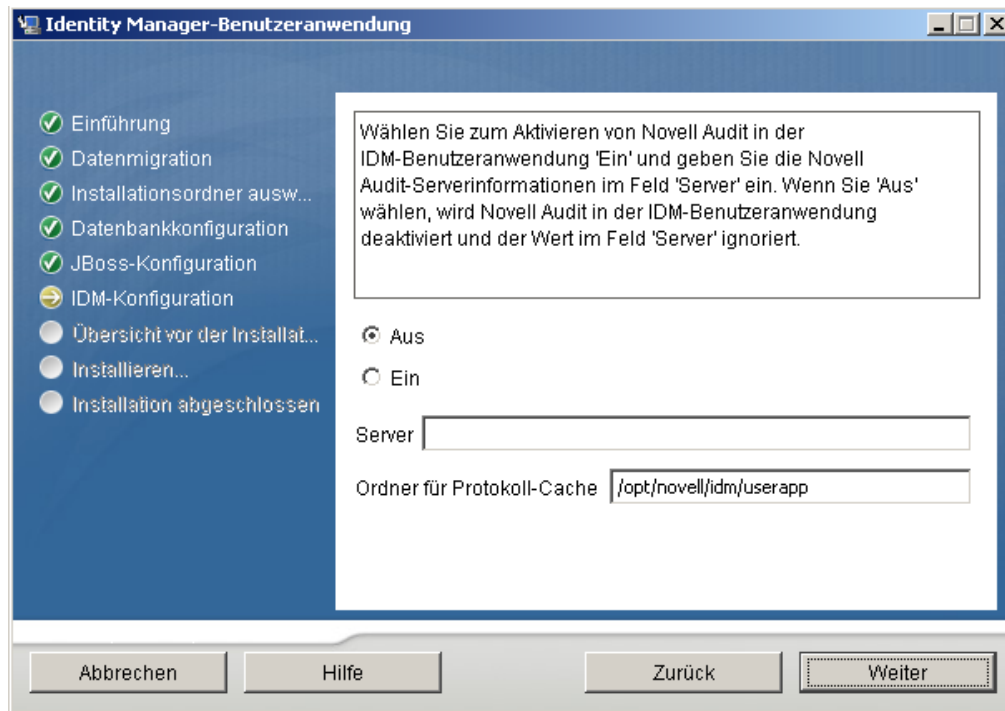 Identity Manager-Benutzeranwendung
Einführung
Datenmigration
Installationsordner ausw...
Datenbankkonfiguration
JBoss-Konfiguration
IDM-Konfiguration
Übersicht vor der Installat...
Installieren...
Installation abgeschlossen
Wählen Sie zum Aktivieren von Novell Audit in der
IDM-Benutzeranwendung 'Ein' und geben Sie die Novell
Audit-Serverinformationen im Feld 'Server' ein. Wenn Sie 'Aus'
wählen, wird Novell Audit in der IDM-Benutzeranwendung
deaktiviert und der Wert im Feld 'Server' ignoriert.
Aus
Ein
Server
Ordner für Protokoll-Cache /opt/novell/idm/userapp
Abbrechen Hilfe Zurück Weiter